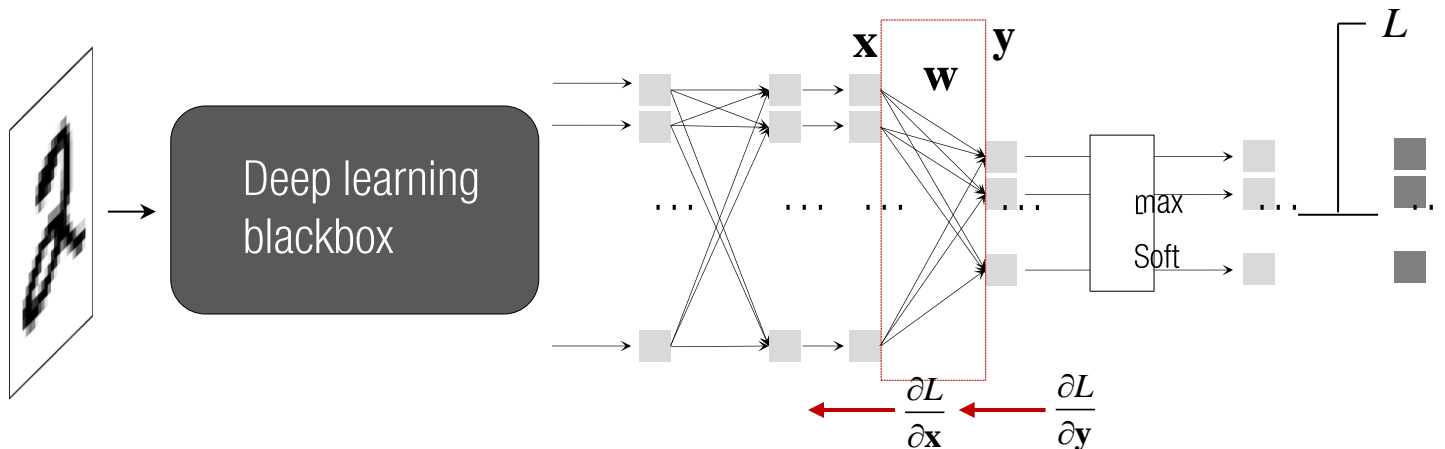 L
x
y
w
Deep learning
blackbox
... ... ... ... ... ..
max
Soft
∂L/∂x
∂L/∂y